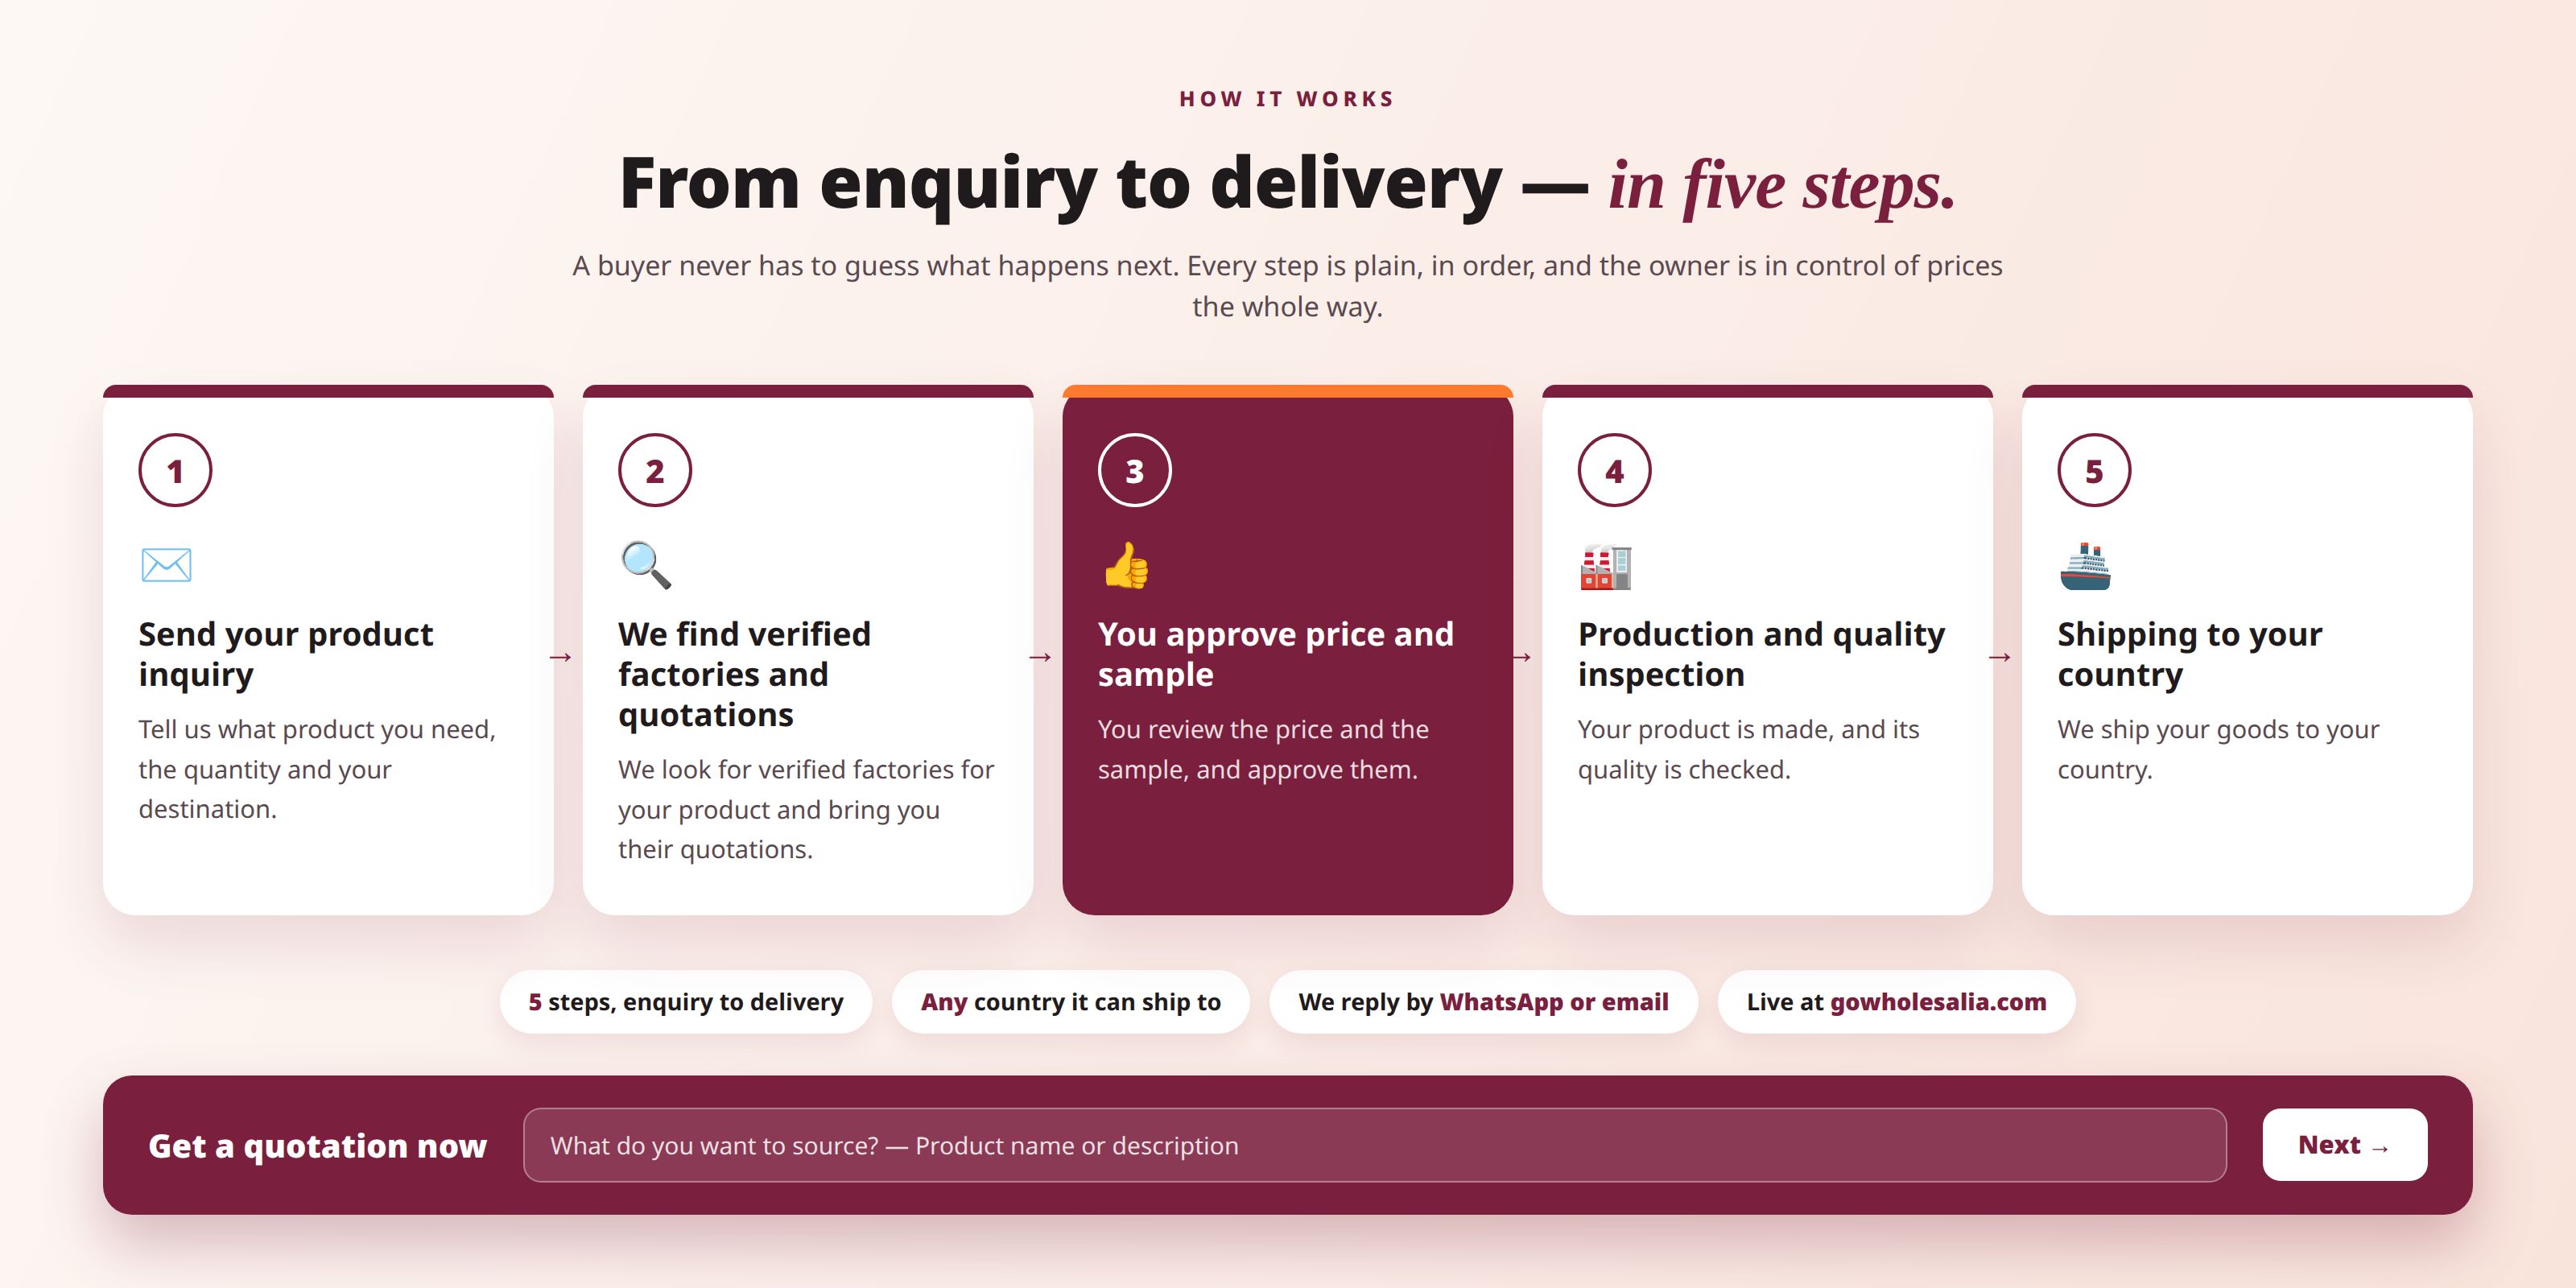 HOW IT WORKS
From enquiry to delivery — in five steps.
A buyer never has to guess what happens next. Every step is plain, in order, and the owner is in control of prices
the whole way.
1
Send your product
inquiry
Tell us what product you need,
the quantity and your
destination.
→
2
We find verified
factories and
quotations
We look for verified factories for
your product and bring you
their quotations.
→
3
You approve price and
sample
You review the price and the
sample, and approve them.
→
4
Production and quality
inspection
Your product is made, and its
quality is checked.
→
5
Shipping to your
country
We ship your goods to your
country.
5 steps, enquiry to delivery
Any country it can ship to
We reply by WhatsApp or email
Live at gowholesalia.com
Get a quotation now
What do you want to source? — Product name or description
Next →